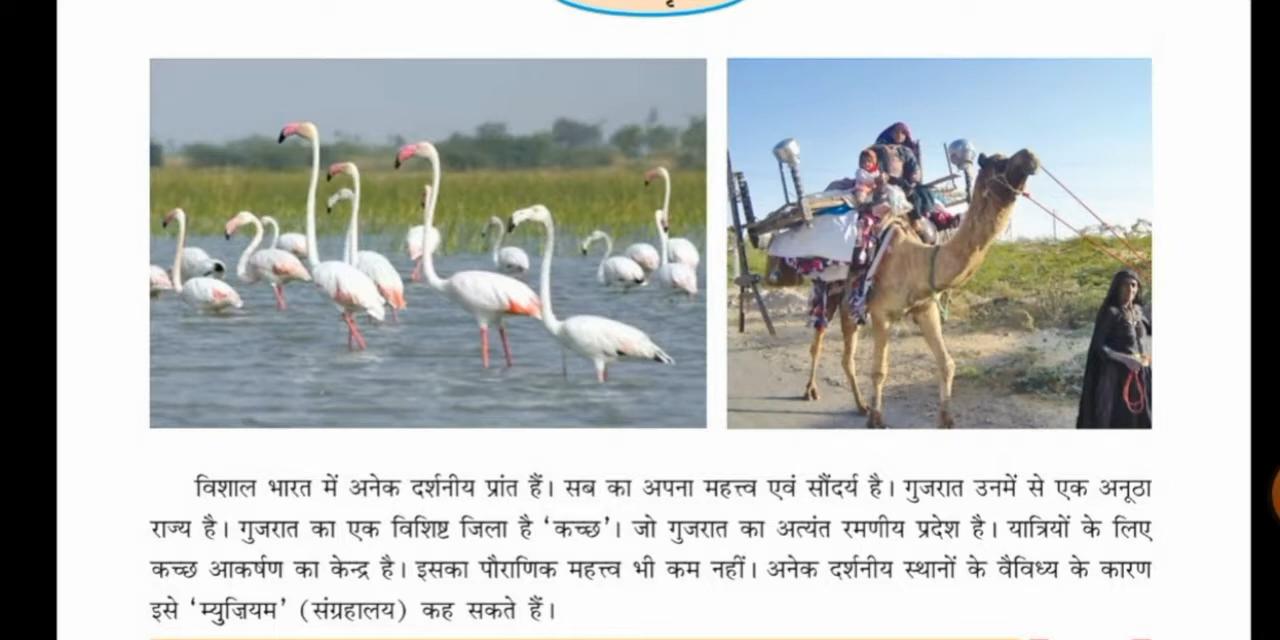 विशाल भारत में अनेक दर्शनीय प्रांत हैं। सब का अपना महत्त्व एवं सौंदर्य है। गुजरात उनमें से एक अनूठा
राज्य है। गुजरात का एक विशिष्ट जिला है ‘कच्छ’। जो गुजरात का अत्यंत रमणीय प्रदेश है। यात्रियों के लिए
कच्छ आकर्षण का केन्द्र है। इसका पौराणिक महत्त्व भी कम नहीं। अनेक दर्शनीय स्थानों के वैविध्य के कारण
इसे ‘म्युज़ियम’ (संग्रहालय) कह सकते हैं।